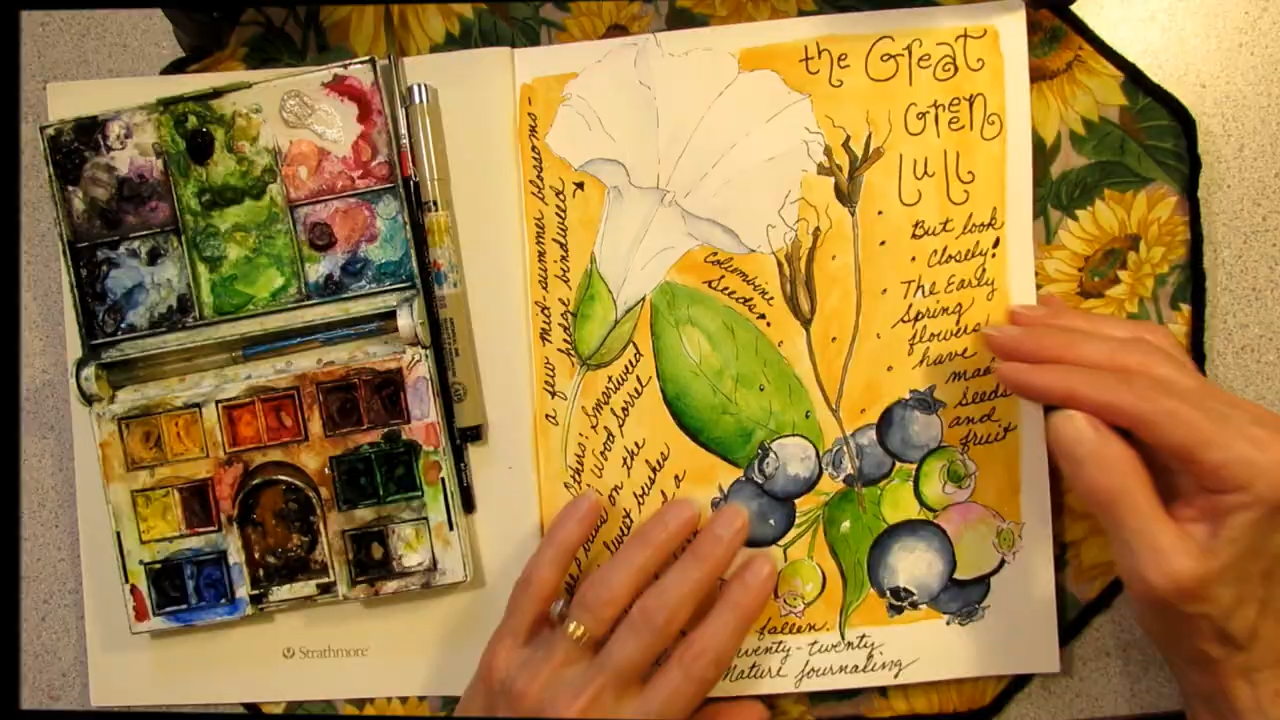 the Great
Green
lull
But look
closely!
The Early
Spring
flowers!
have
Seeds
and
fruit
a few mid-summer blossoms-
hedge bindweed
Columbine
Seeds
Others: Smartweed
Wood Sorrel
on the
Sweet bushes
a
fallen.
twenty-twenty
Nature journaling
Strathmore